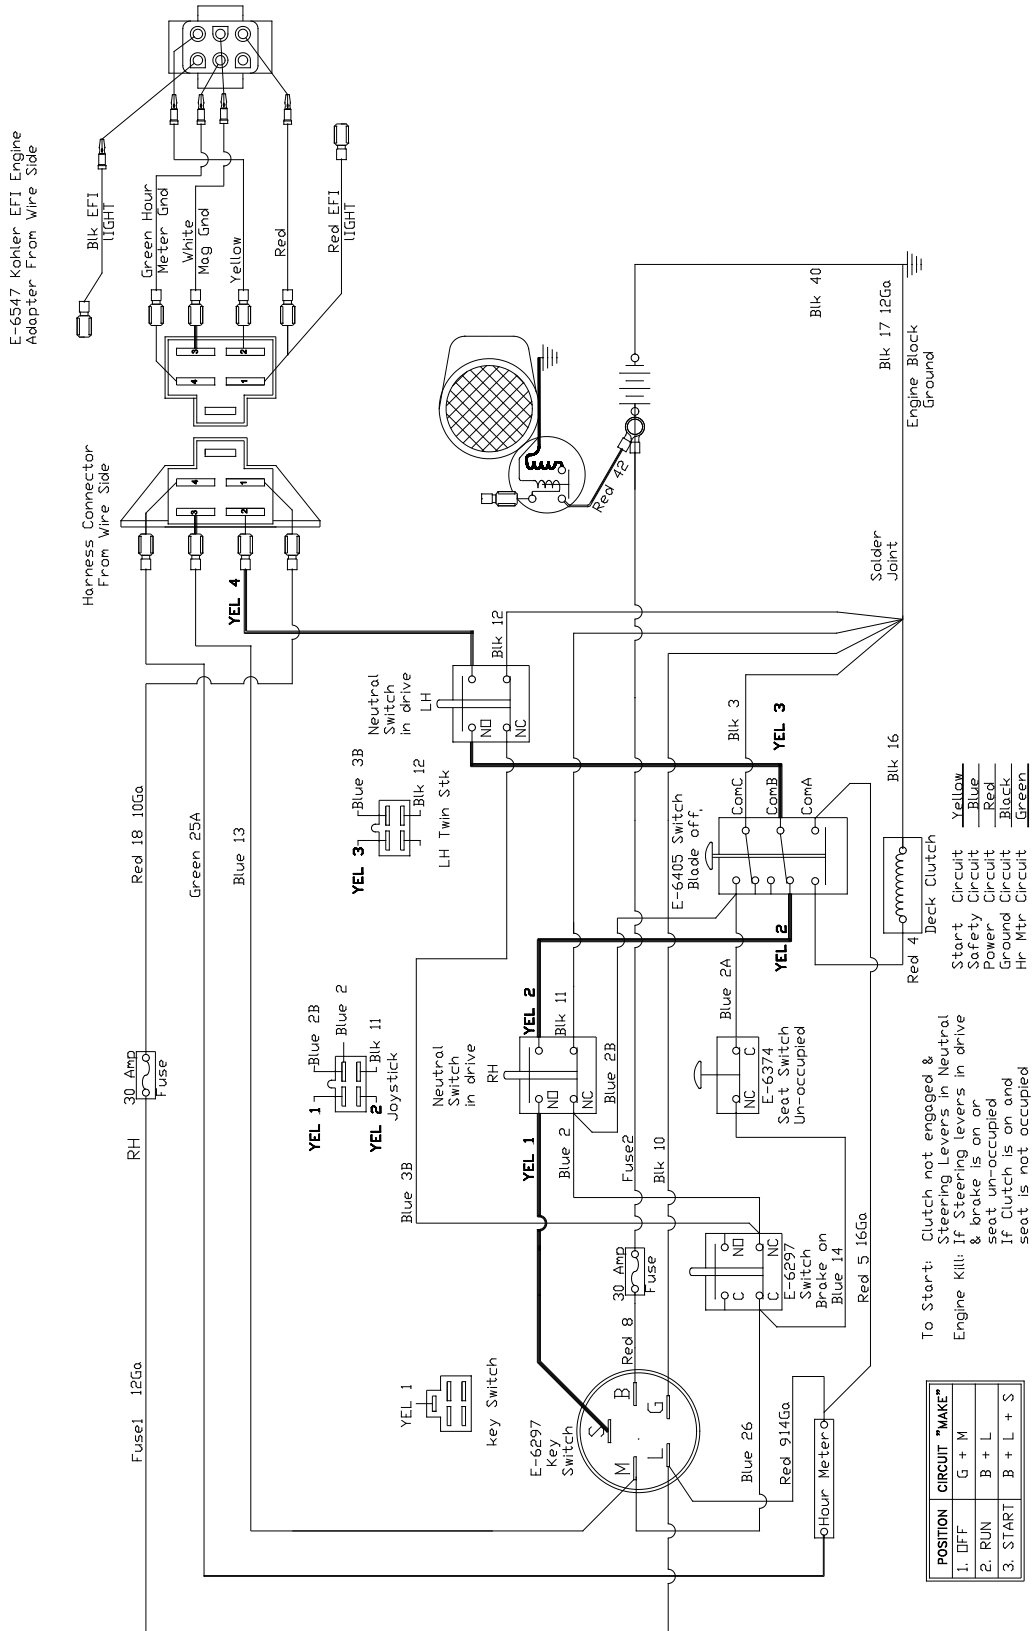 E-6547 Kohler EFI Engine
Adapter From Wire Side
Blk EFI
lIGHT
Green Hour
Meter Gnd
White
Mag Gnd
Yellow
Red
Red EFI
lIGHT
3
2
4
1
Harness Connector
From Wire Side
4
1
3
2
Blk 40
Blk 17 12Ga
Engine Block
Ground
Red 42
Solder
Joint
YEL 4
Blk 12
Neutral
Switch
in drive
LH
NO
NC
Blk 3
YEL 3
Blk 16
Red 18 10Ga
Green 25A
Blue 13
Blue 3B
YEL 3
Blk 12
LH Twin Stk
E-6405 Switch
Blade off,
ComC
ComB
ComA
Deck Clutch
Red 4
YEL 2
Blue 2A
Start Circuit Yellow
Safety Circuit Blue
Power Circuit Red
Ground Circuit Black
Hr Mtr Circuit Green
30 Amp
Fuse
RH
Blue 2B
Blue 2
YEL 1
Blk 11
YEL 2
Joystick
Neutral
Switch
in drive
RH
YEL 2
Blk 11
NO
NC
Blue 2B
C
NC
E-6374
Seat Switch
Un-occupied
YEL 1
Blue 2
Fuse2
Blk 10
Blue 3B
NO
NC
C
C
E-6297
Switch
Brake on
Blue 14
Red 5 16Ga
30 Amp
Fuse
Red 8
To Start: Clutch not engaged &
Steering Levers in Neutral
Engine Kill: If Steering levers in drive
& brake is on or
seat un-occupied
If Clutch is on and
seat is not occupied
Fuse1 12Ga
YEL 1
key Switch
E-6297
Key
Switch
S
B
M
G
L
Blue 26
Red 914Ga
Hour Meter
POSITION CIRCUIT "MAKE"
1. OFF G + M
2. RUN B + L
3. START B + L + S